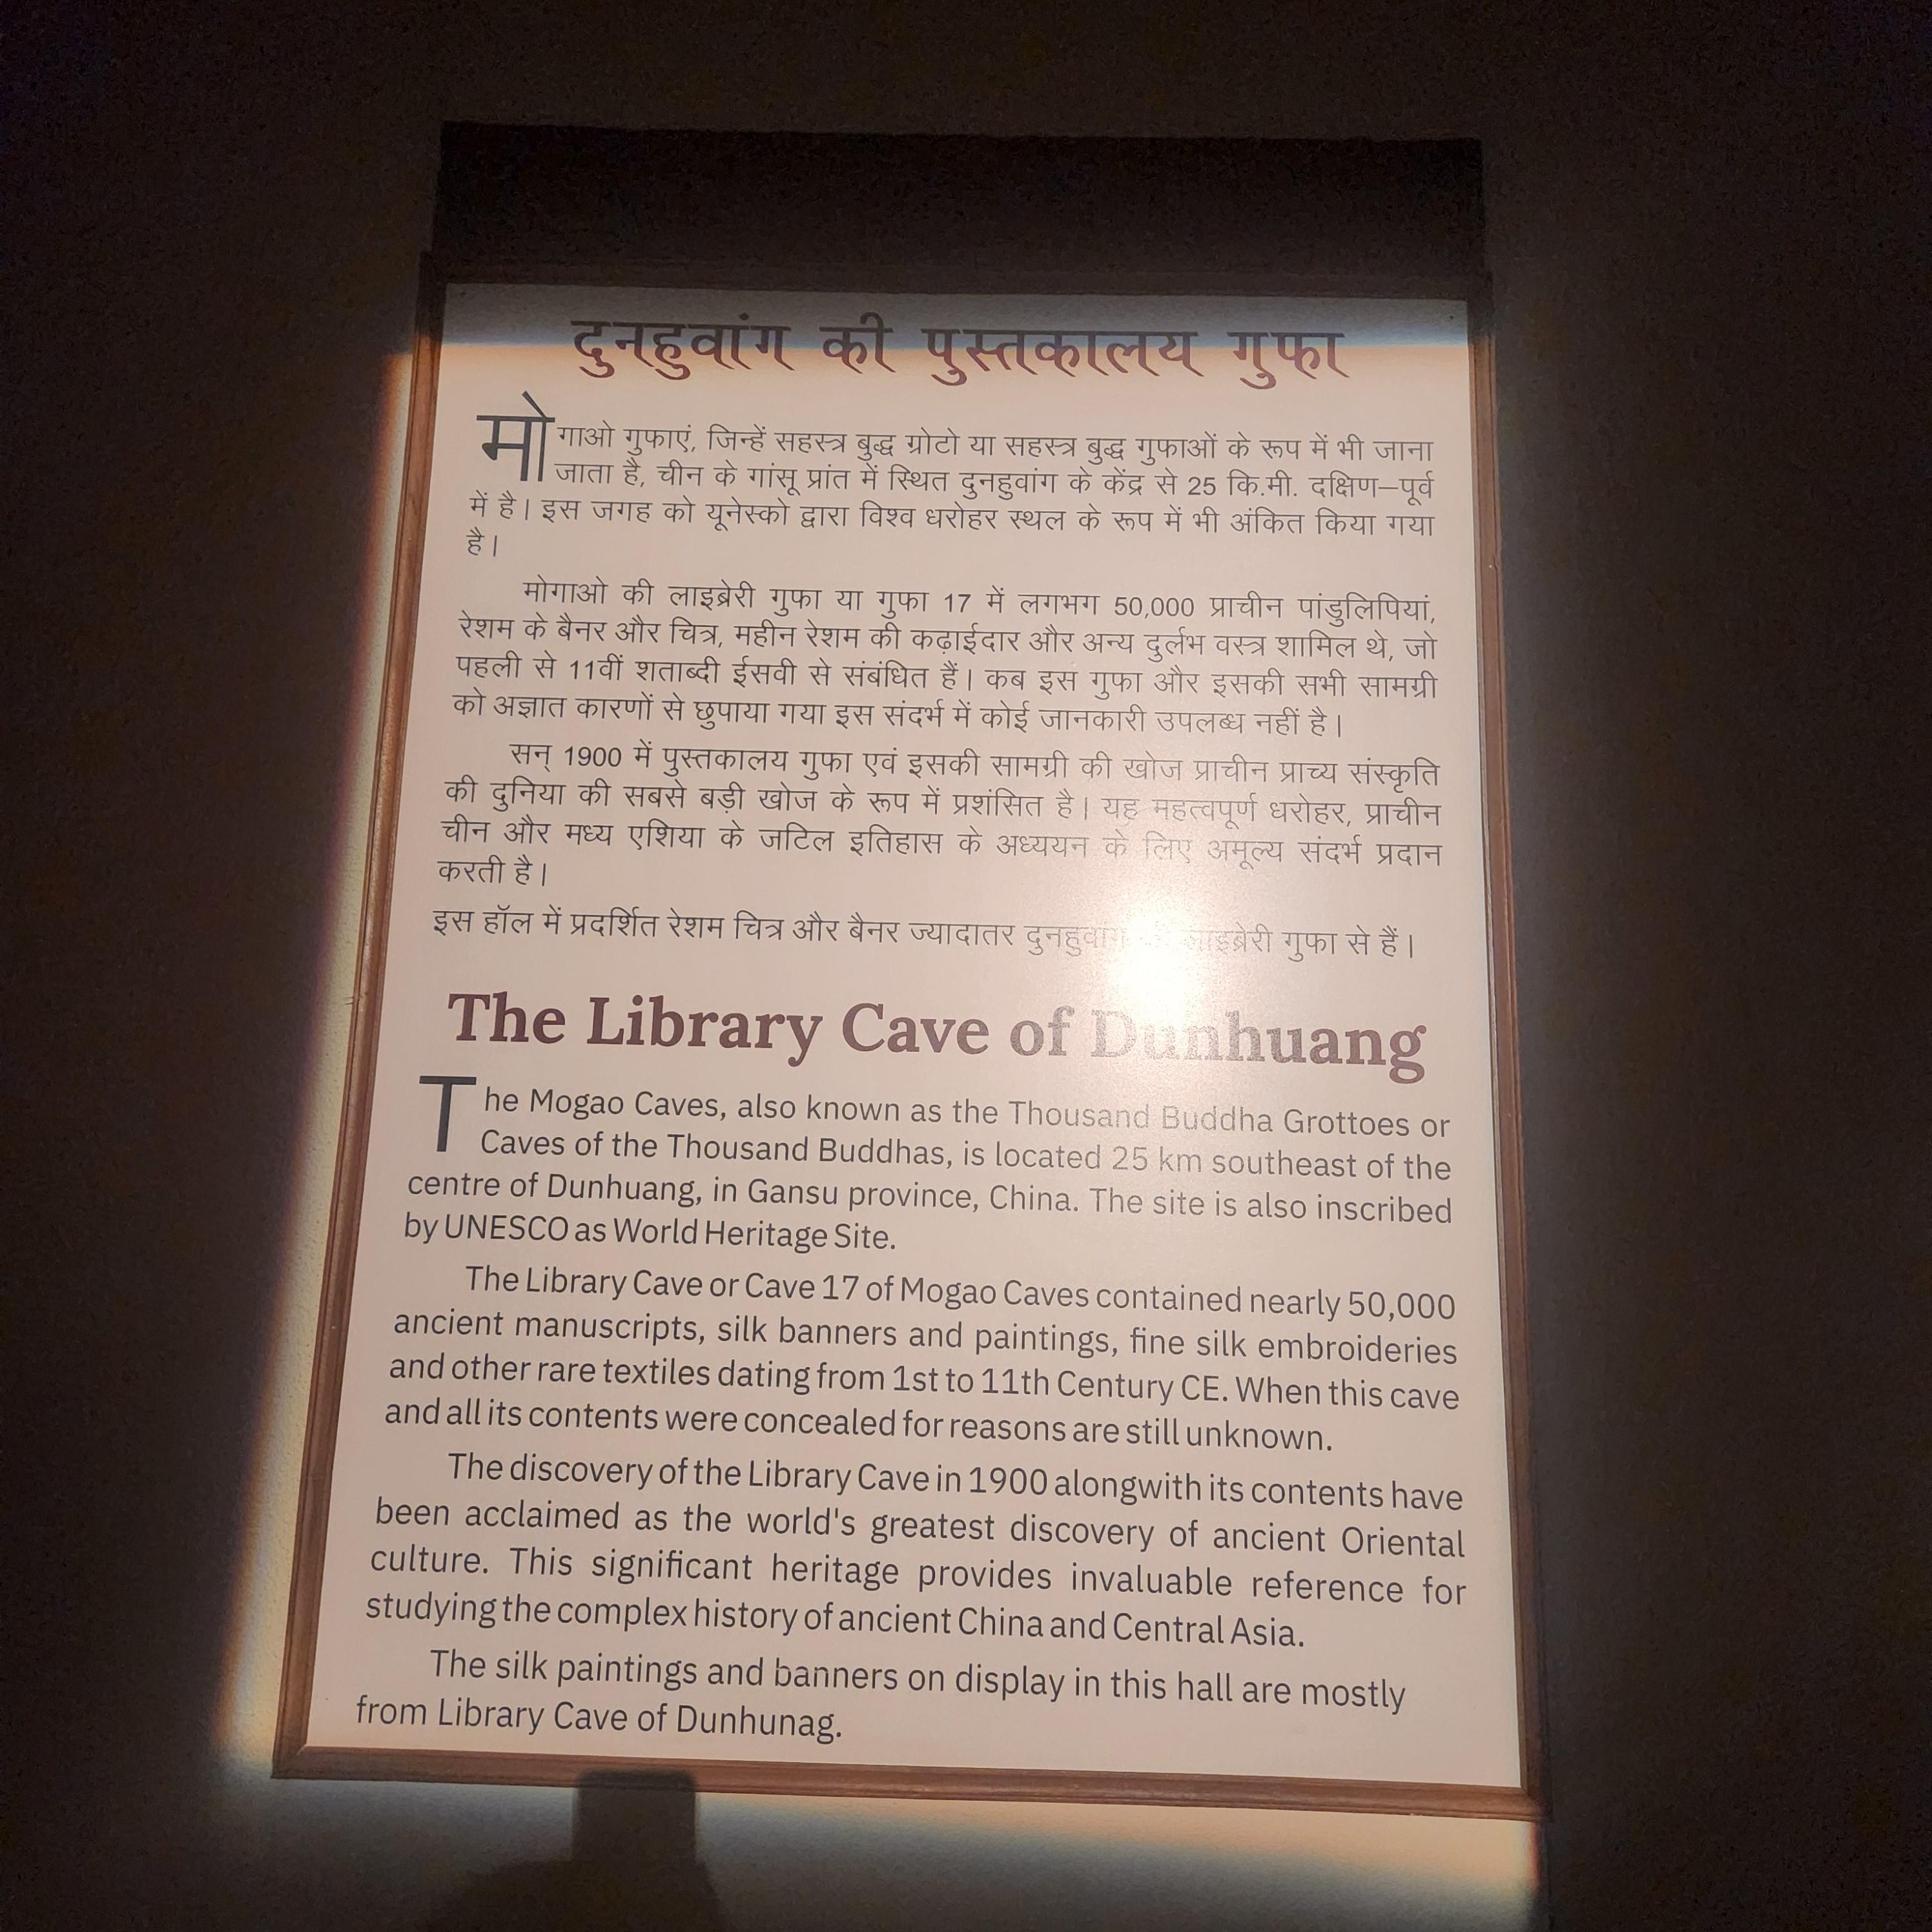 दुनहुवांग की पुस्तकालय गुफा
मोगाओ गुफाएं, जिन्हें सहस्त्र बुद्ध ग्रोटो या सहस्त्र बुद्ध गुफाओं के रूप में भी जाना
जाता है, चीन के गांसू प्रांत में स्थित दुनहुवांग के केंद्र से 25 कि.मी. दक्षिण–पूर्व
में है। इस जगह को यूनेस्को द्वारा विश्व धरोहर स्थल के रूप में भी अंकित किया गया
है।
मोगाओ की लाइब्रेरी गुफा या गुफा 17 में लगभग 50,000 प्राचीन पांडुलिपियां,
रेशम के बैनर और चित्र, महीन रेशम की कढ़ाईदार और अन्य दुर्लभ वस्त्र शामिल थे, जो
पहली से 11वीं शताब्दी ईसवी से संबंधित हैं। कब इस गुफा और इसकी सभी सामग्री
को अज्ञात कारणों से छुपाया गया इस संदर्भ में कोई जानकारी उपलब्ध नहीं है।
सन् 1900 में पुस्तकालय गुफा एवं इसकी सामग्री की खोज प्राचीन प्राच्य संस्कृति
की दुनिया की सबसे बड़ी खोज के रूप में प्रशंसित है। यह महत्वपूर्ण धरोहर, प्राचीन
चीन और मध्य एशिया के जटिल इतिहास के अध्ययन के लिए अमूल्य संदर्भ प्रदान
करती है।
इस हॉल में प्रदर्शित रेशम चित्र और बैनर ज्यादातर दुनहुवांग की लाइब्रेरी गुफा से हैं।
The Library Cave of Dunhuang
The Mogao Caves, also known as the Thousand Buddha Grottoes or
Caves of the Thousand Buddhas, is located 25 km southeast of the
centre of Dunhuang, in Gansu province, China. The site is also inscribed
by UNESCO as World Heritage Site.
The Library Cave or Cave 17 of Mogao Caves contained nearly 50,000
ancient manuscripts, silk banners and paintings, fine silk embroideries
and other rare textiles dating from 1st to 11th Century CE. When this cave
and all its contents were concealed for reasons are still unknown.
The discovery of the Library Cave in 1900 alongwith its contents have
been acclaimed as the world's greatest discovery of ancient Oriental
culture. This significant heritage provides invaluable reference for
studying the complex history of ancient China and Central Asia.
The silk paintings and banners on display in this hall are mostly
from Library Cave of Dunhunag.